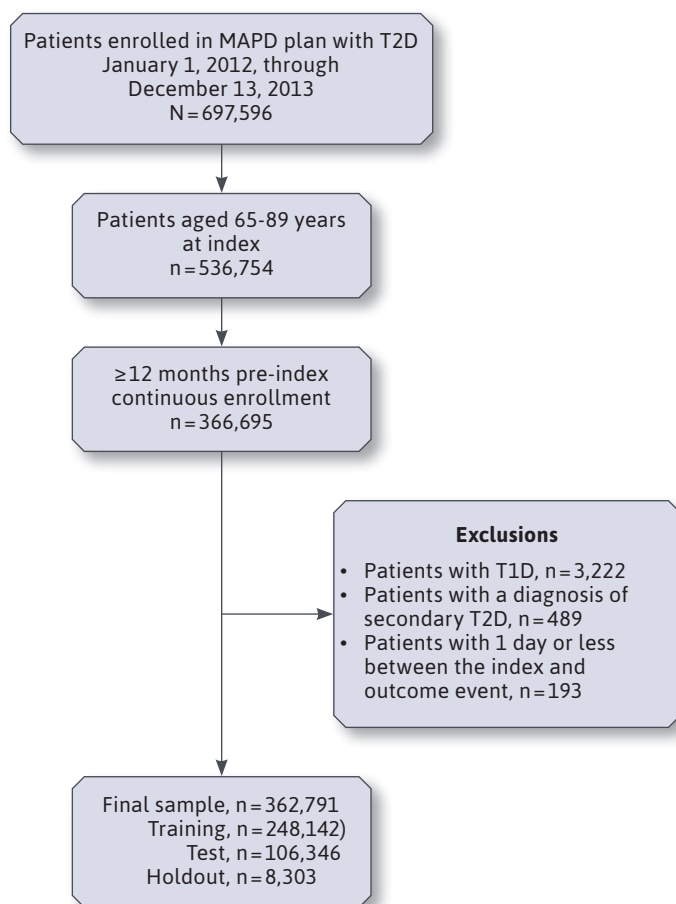 Patients enrolled in MAPD plan with T2D
January 1, 2012, through
December 13, 2013
N=697,596
Patients aged 65-89 years
at index
n=536,754
≥12 months pre-index
continuous enrollment
n=366,695
Exclusions
• Patients with T1D, n=3,222
• Patients with a diagnosis of
secondary T2D, n=489
• Patients with 1 day or less
between the index and
outcome event, n=193
Final sample, n=362,791
Training, n=248,142)
Test, n=106,346
Holdout, n=8,303